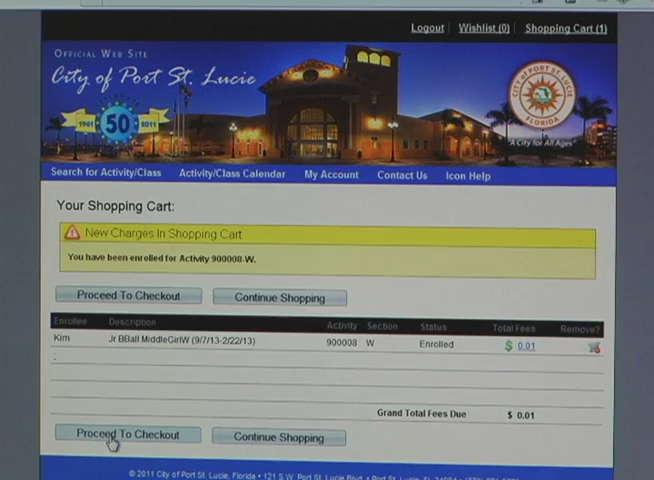 Logout Wishlist (0) Shopping Cart (1)
OFFICIAL WEB SITE
City of Port St. Lucie
1961 50 2011
CITY OF PORT ST. LUCIE
FLORIDA
"A City for All Ages"
Search for Activity/Class Activity/Class Calendar My Account Contact Us Icon Help
Your Shopping Cart:
New Charges In Shopping Cart
You have been enrolled for Activity 900008-W.
Proceed To Checkout Continue Shopping
Enrollee Description Activity Section Status Total Fees Remove?
Kim Jr BBall MiddleGirlW (9/7/13-2/22/13) 900008 W Enrolled $ 0.01
Grand Total Fees Due $ 0.01
Proceed To Checkout Continue Shopping
© 2011 City of Port St. Lucie, Florida • 121 S.W. Port St. Lucie Blvd. • Port St. Lucie, FL